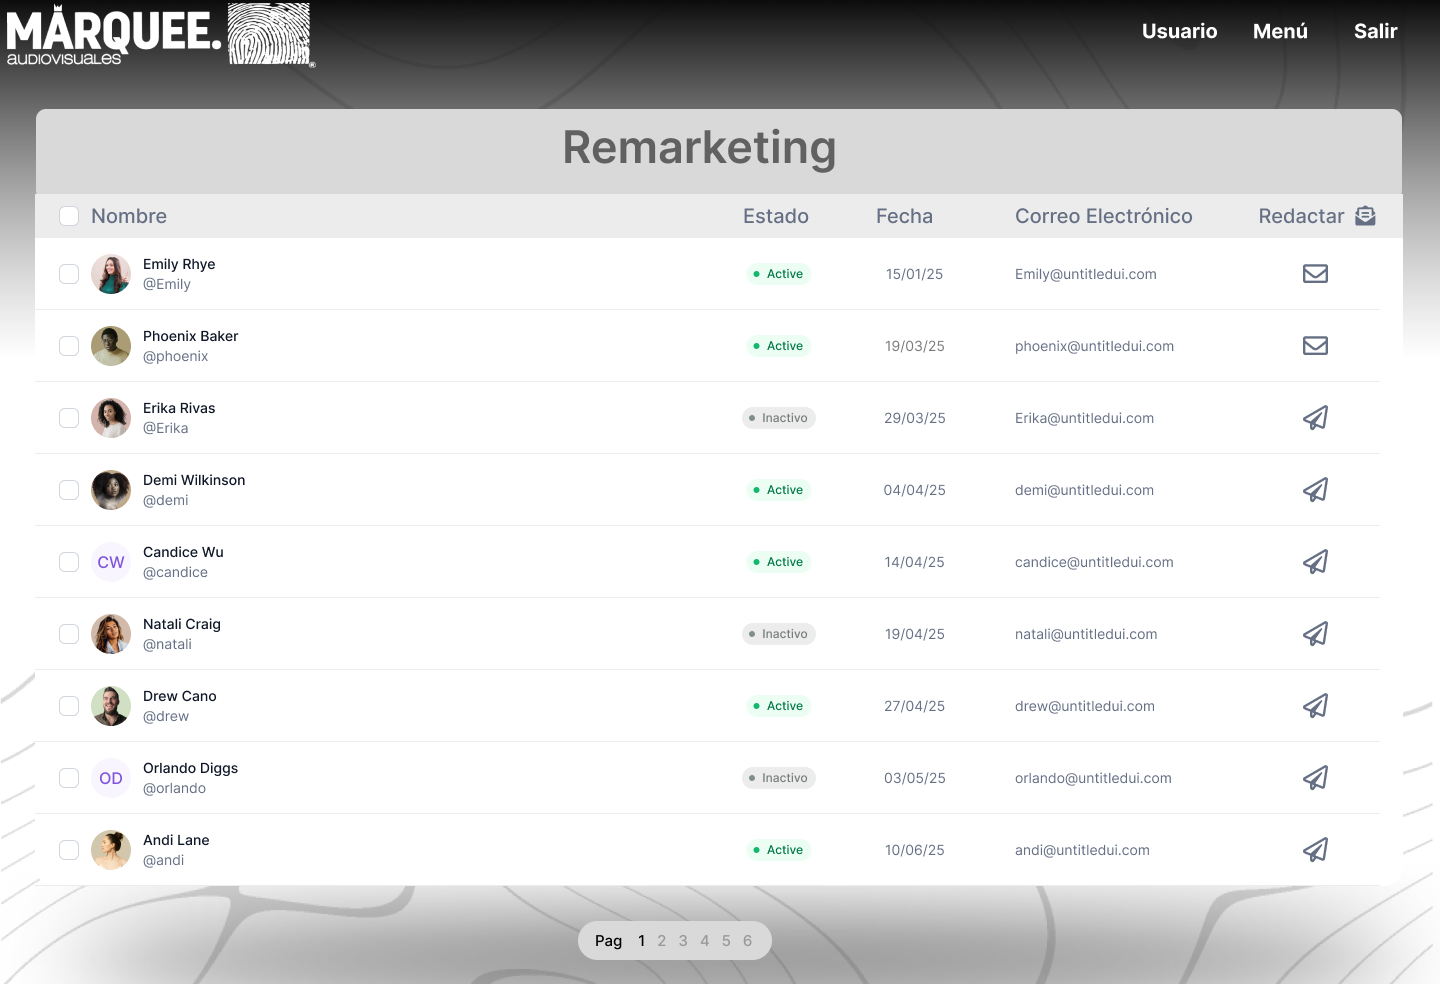 MARQUEE.
AUDIOVISUALES
®
Usuario Menú Salir
Remarketing
Nombre Estado Fecha Correo Electrónico Redactar
Emily Rhye
@Emily
Active 15/01/25 Emily@untitledui.com
Phoenix Baker
@phoenix
Active 19/03/25 phoenix@untitledui.com
Erika Rivas
@Erika
Inactivo 29/03/25 Erika@untitledui.com
Demi Wilkinson
@demi
Active 04/04/25 demi@untitledui.com
CW
Candice Wu
@candice
Active 14/04/25 candice@untitledui.com
Natali Craig
@natali
Inactivo 19/04/25 natali@untitledui.com
Drew Cano
@drew
Active 27/04/25 drew@untitledui.com
OD
Orlando Diggs
@orlando
Inactivo 03/05/25 orlando@untitledui.com
Andi Lane
@andi
Active 10/06/25 andi@untitledui.com
Pag 1 2 3 4 5 6